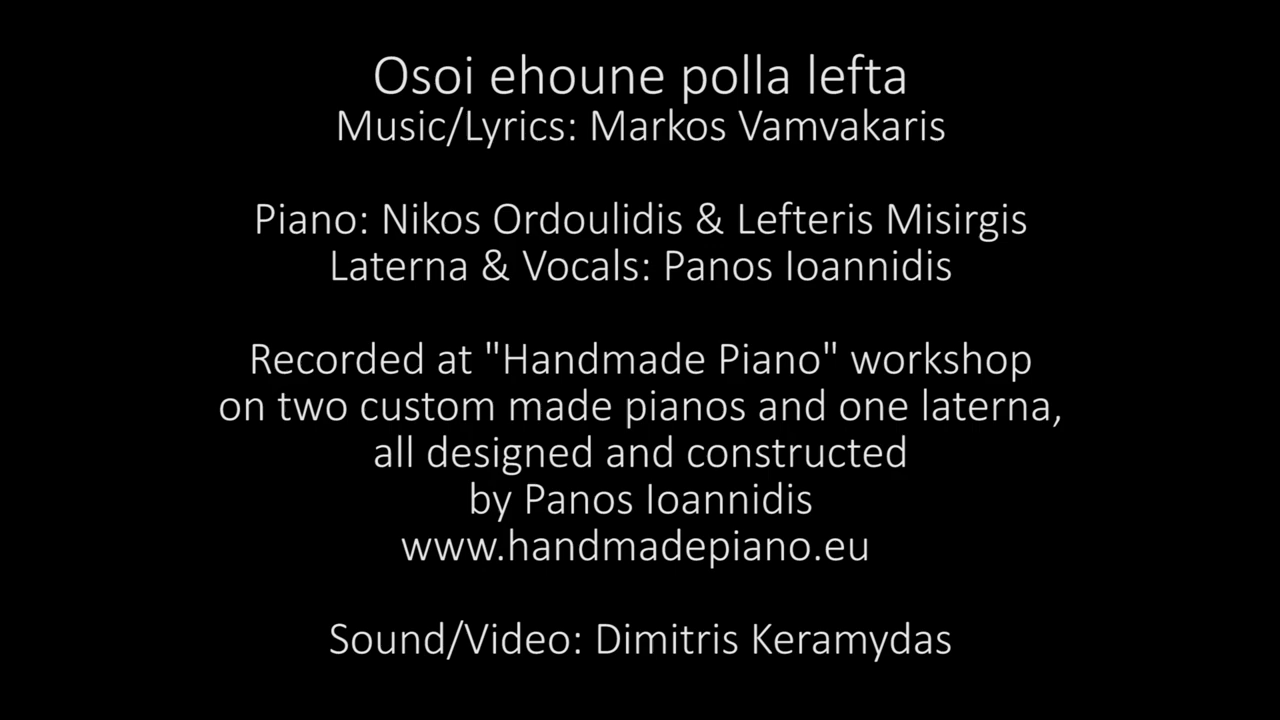 Osoi ehoune polla lefta
Music/Lyrics: Markos Vamvakaris
Piano: Nikos Ordoulidis & Lefteris Misirgis
Laterna & Vocals: Panos Ioannidis
Recorded at "Handmade Piano" workshop
on two custom made pianos and one laterna,
all designed and constructed
by Panos Ioannidis
www.handmadepiano.eu
Sound/Video: Dimitris Keramydas